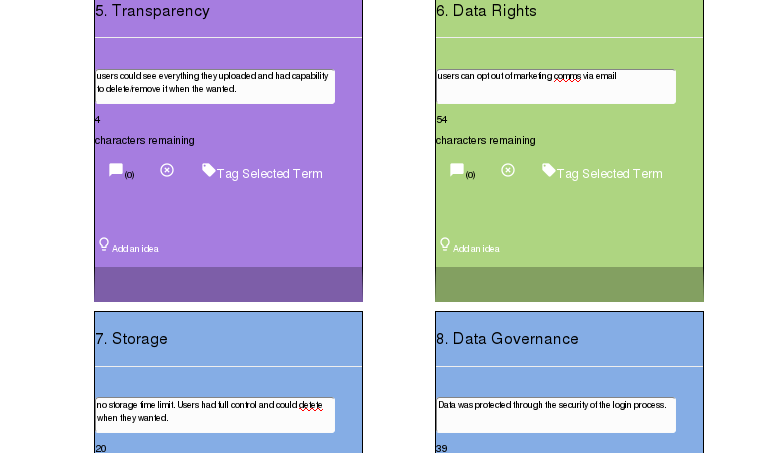 5. Transparency
users could see everything they uploaded and had capability
to delete/remove it when the wanted.
4
characters remaining
(0)
Tag Selected Term
Add an idea
6. Data Rights
users can opt out of marketing comms via email
54
characters remaining
(0)
Tag Selected Term
Add an idea
7. Storage
no storage time limit. Users had full control and could detete
when they wanted.
20
8. Data Governance
Data was protected through the security of the login process.
39